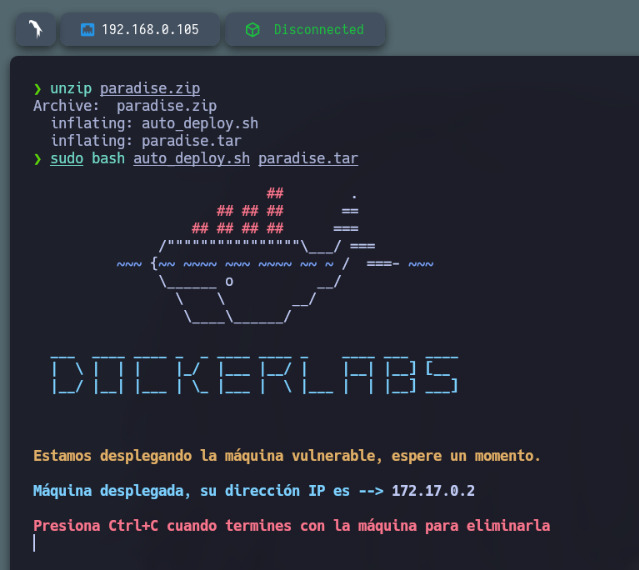 192.168.0.105
Disconnected
❯ unzip paradise.zip
Archive:  paradise.zip
  inflating: auto_deploy.sh
  inflating: paradise.tar
❯ sudo bash auto_deploy.sh paradise.tar
DOCKERLABS
Estamos desplegando la máquina vulnerable, espere un momento.
Máquina desplegada, su dirección IP es --> 172.17.0.2
Presiona Ctrl+C cuando termines con la máquina para eliminarla